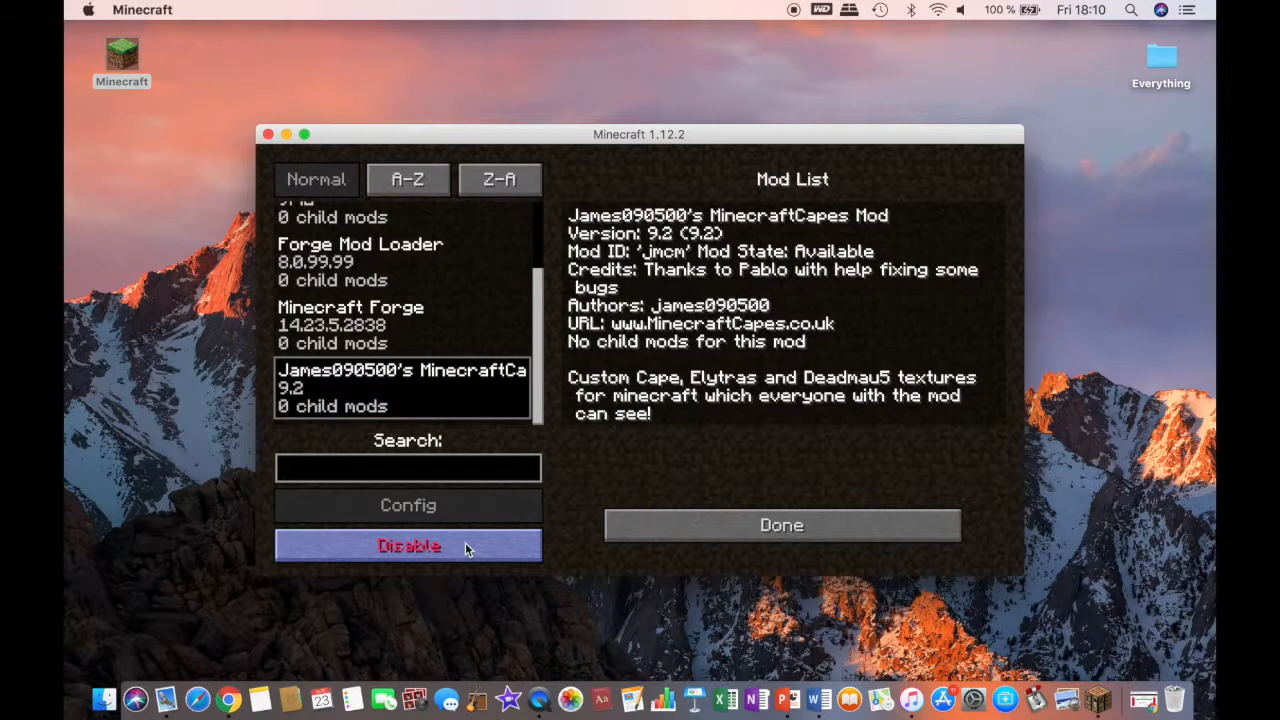 Minecraft
100 %
Fri 18:10
Minecraft
Everything
Minecraft 1.12.2
Normal
A-Z
Z-A
Mod List
0 child mods
Forge Mod Loader
8.0.99.99
0 child mods
Minecraft Forge
14.23.5.2838
0 child mods
James090500's MinecraftCa
9.2
0 child mods
Search:
Config
Disable
James090500's MinecraftCapes Mod
Version: 9.2 (9.2)
Mod ID: 'jmcm' Mod State: Available
Credits: Thanks to Pablo with help fixing some
bugs
Authors: james090500
URL: www.MinecraftCapes.co.uk
No child mods for this mod
Custom Cape, Elytras and Deadmau5 textures
for minecraft which everyone with the mod
can see!
Done
23